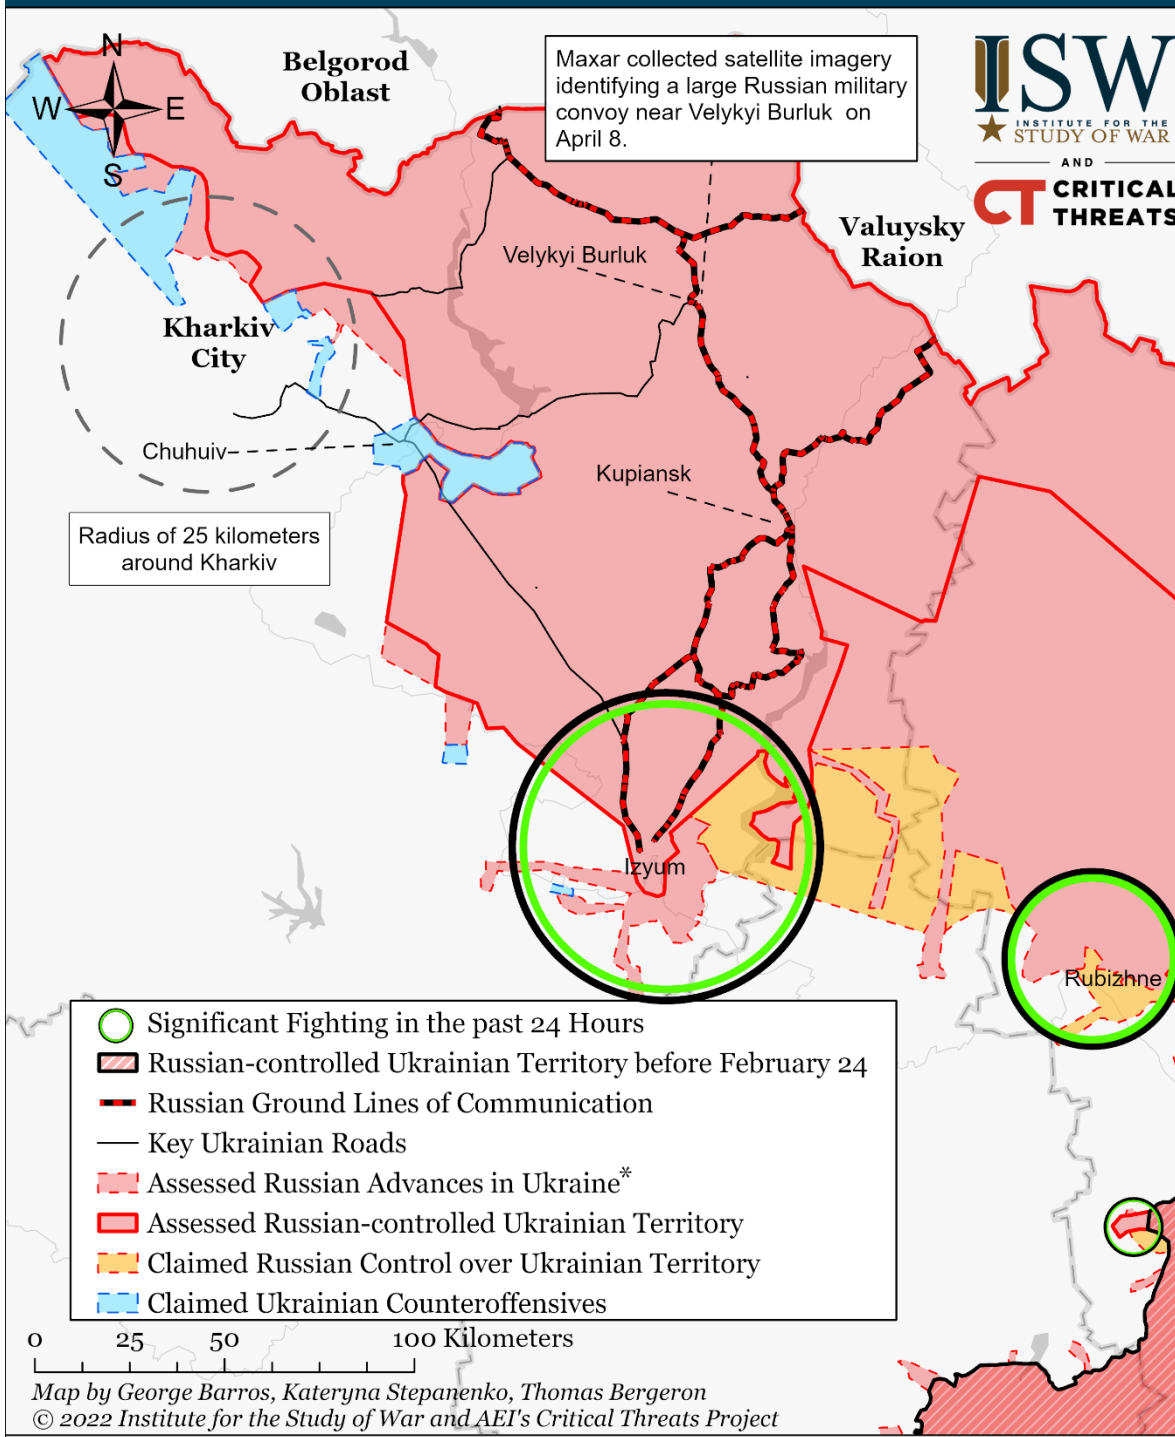 N
W E
S
Belgorod
Oblast
Maxar collected satellite imagery
identifying a large Russian military
convoy near Velykyi Burluk on
April 8.
ISW
INSTITUTE FOR THE
STUDY OF WAR
AND
CT CRITICAL
THREATS
Valuysky
Raion
Velykyi Burluk
Kharkiv
City
Chuhuiv
Kupiansk
Radius of 25 kilometers
around Kharkiv
Izyum
Rubizhne
Significant Fighting in the past 24 Hours
Russian-controlled Ukrainian Territory before February 24
Russian Ground Lines of Communication
Key Ukrainian Roads
Assessed Russian Advances in Ukraine*
Assessed Russian-controlled Ukrainian Territory
Claimed Russian Control over Ukrainian Territory
Claimed Ukrainian Counteroffensives
0 25 50 100 Kilometers
Map by George Barros, Kateryna Stepanenko, Thomas Bergeron
© 2022 Institute for the Study of War and AEI's Critical Threats Project